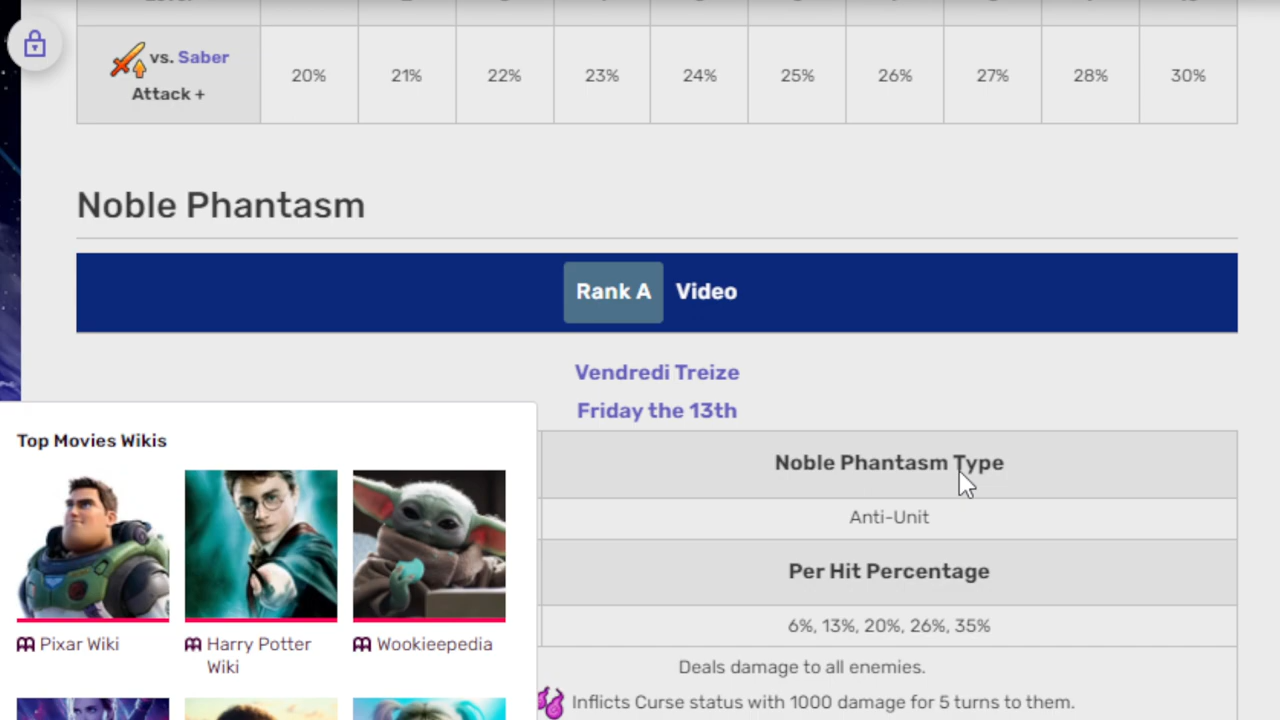 vs. Saber
Attack +
20% 21% 22% 23% 24% 25% 26% 27% 28% 30%
Noble Phantasm
Rank A Video
Vendredi Treize
Friday the 13th
Top Movies Wikis
Noble Phantasm Type
Anti-Unit
Per Hit Percentage
6%, 13%, 20%, 26%, 35%
Pixar Wiki
Harry Potter
Wiki
Wookieepedia
Deals damage to all enemies.
Inflicts Curse status with 1000 damage for 5 turns to them.